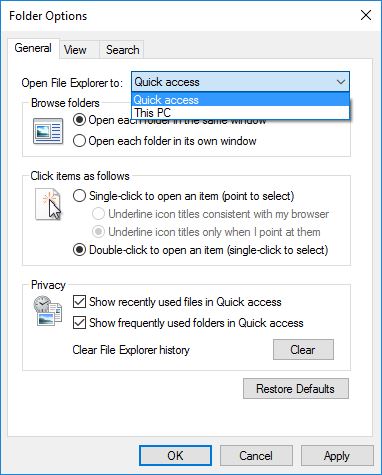 Folder Options
General View Search
Open File Explorer to: Quick access
Quick access
This PC
Browse folders
Open each folder in the same window
Open each folder in its own window
Click items as follows
Single-click to open an item (point to select)
Underline icon titles consistent with my browser
Underline icon titles only when I point at them
Double-click to open an item (single-click to select)
Privacy
Show recently used files in Quick access
Show frequently used folders in Quick access
Clear File Explorer history Clear
Restore Defaults
OK Cancel Apply